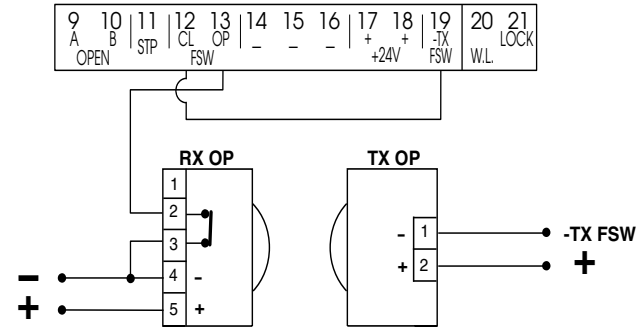 9 10 11 12 13 14 15 16 17 18 19 20 21
A B STP CL OP – – – + + -TX W.L. LOCK
OPEN FSW +24V FSW
RX OP TX OP
1
2
3
4 -
5 +
–
+
- 1
+ 2
-TX FSW
+